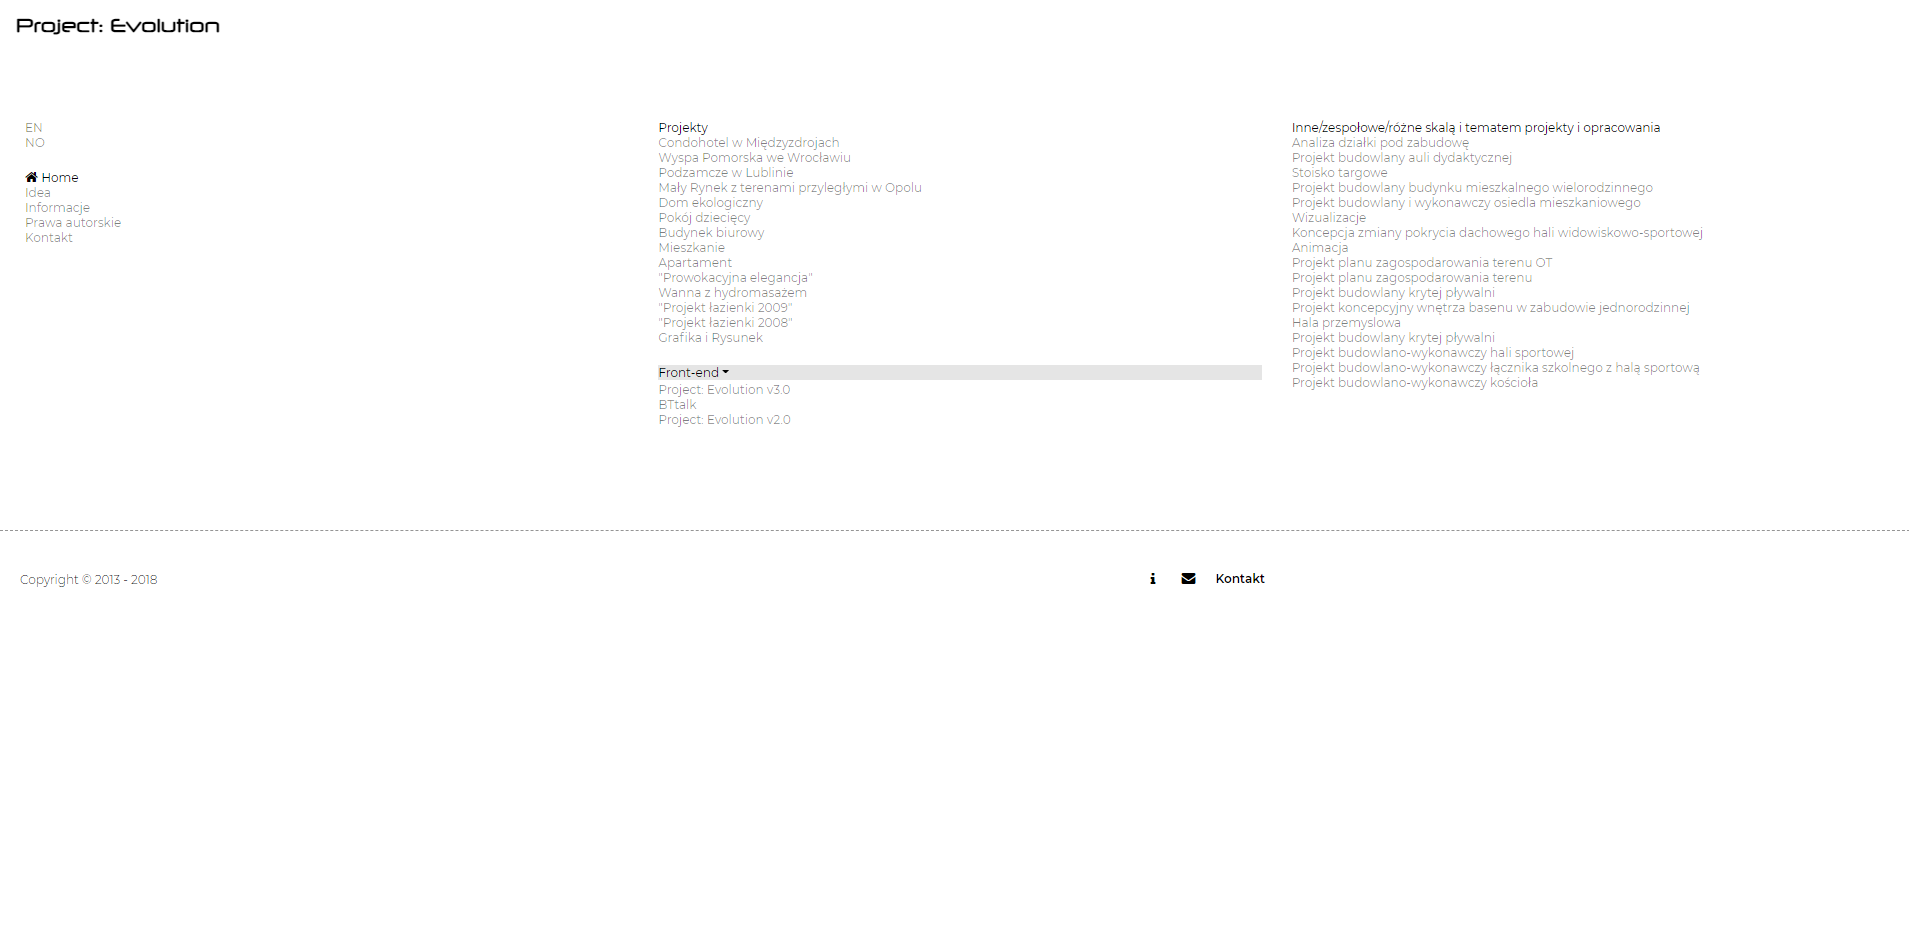 Project: Evolution
EN
NO
Home
Idea
Informacje
Prawa autorskie
Kontakt
Projekty
Condohotel w Międzyzdrojach
Wyspa Pomorska we Wrocławiu
Podzamcze w Lublinie
Mały Rynek z terenami przyległymi w Opolu
Dom ekologiczny
Pokój dziecięcy
Budynek biurowy
Mieszkanie
Apartament
"Prowokacyjna elegancja"
Wanna z hydromasażem
"Projekt łazienki 2009"
"Projekt łazienki 2008"
Grafika i Rysunek
Front-end
Project: Evolution v3.0
BTtalk
Project: Evolution v2.0
Inne/zespołowe/różne skalą i tematem projekty i opracowania
Analiza działki pod zabudowę
Projekt budowlany auli dydaktycznej
Stoisko targowe
Projekt budowlany budynku mieszkalnego wielorodzinnego
Projekt budowlany i wykonawczy osiedla mieszkaniowego
Wizualizacje
Koncepcja zmiany pokrycia dachowego hali widowiskowo-sportowej
Animacja
Projekt planu zagospodarowania terenu OT
Projekt planu zagospodarowania terenu
Projekt budowlany krytej pływalni
Projekt koncepcyjny wnętrza basenu w zabudowie jednorodzinnej
Hala przemysłowa
Projekt budowlany krytej pływalni
Projekt budowlano-wykonawczy hali sportowej
Projekt budowlano-wykonawczy łącznika szkolnego z halą sportową
Projekt budowlano-wykonawczy kościoła
Copyright © 2013 - 2018
Kontakt